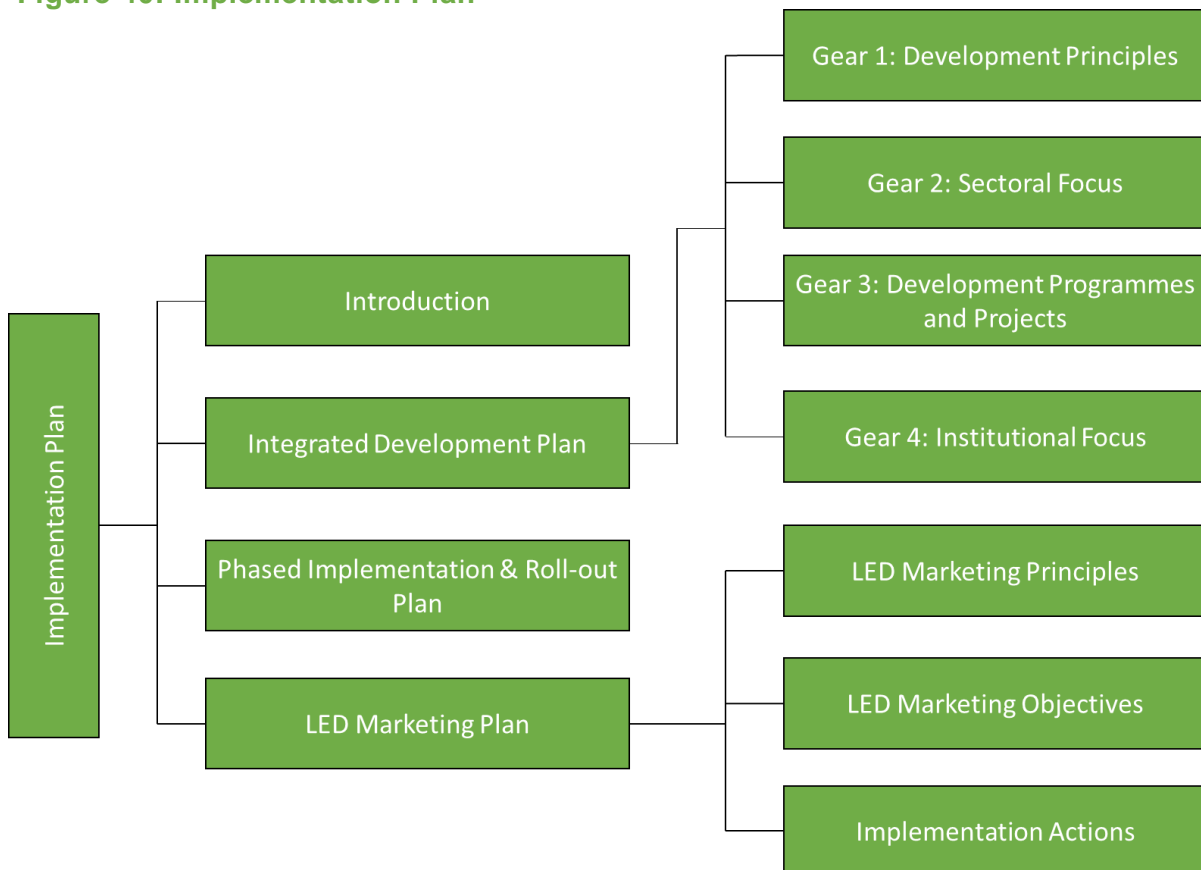 Implementation Plan
Gear 1: Development Principles
Gear 2: Sectoral Focus
Introduction
Gear 3: Development Programmes
and Projects
Implementation Plan
Integrated Development Plan
Gear 4: Institutional Focus
Phased Implementation & Roll-out
Plan
LED Marketing Principles
LED Marketing Plan
LED Marketing Objectives
Implementation Actions